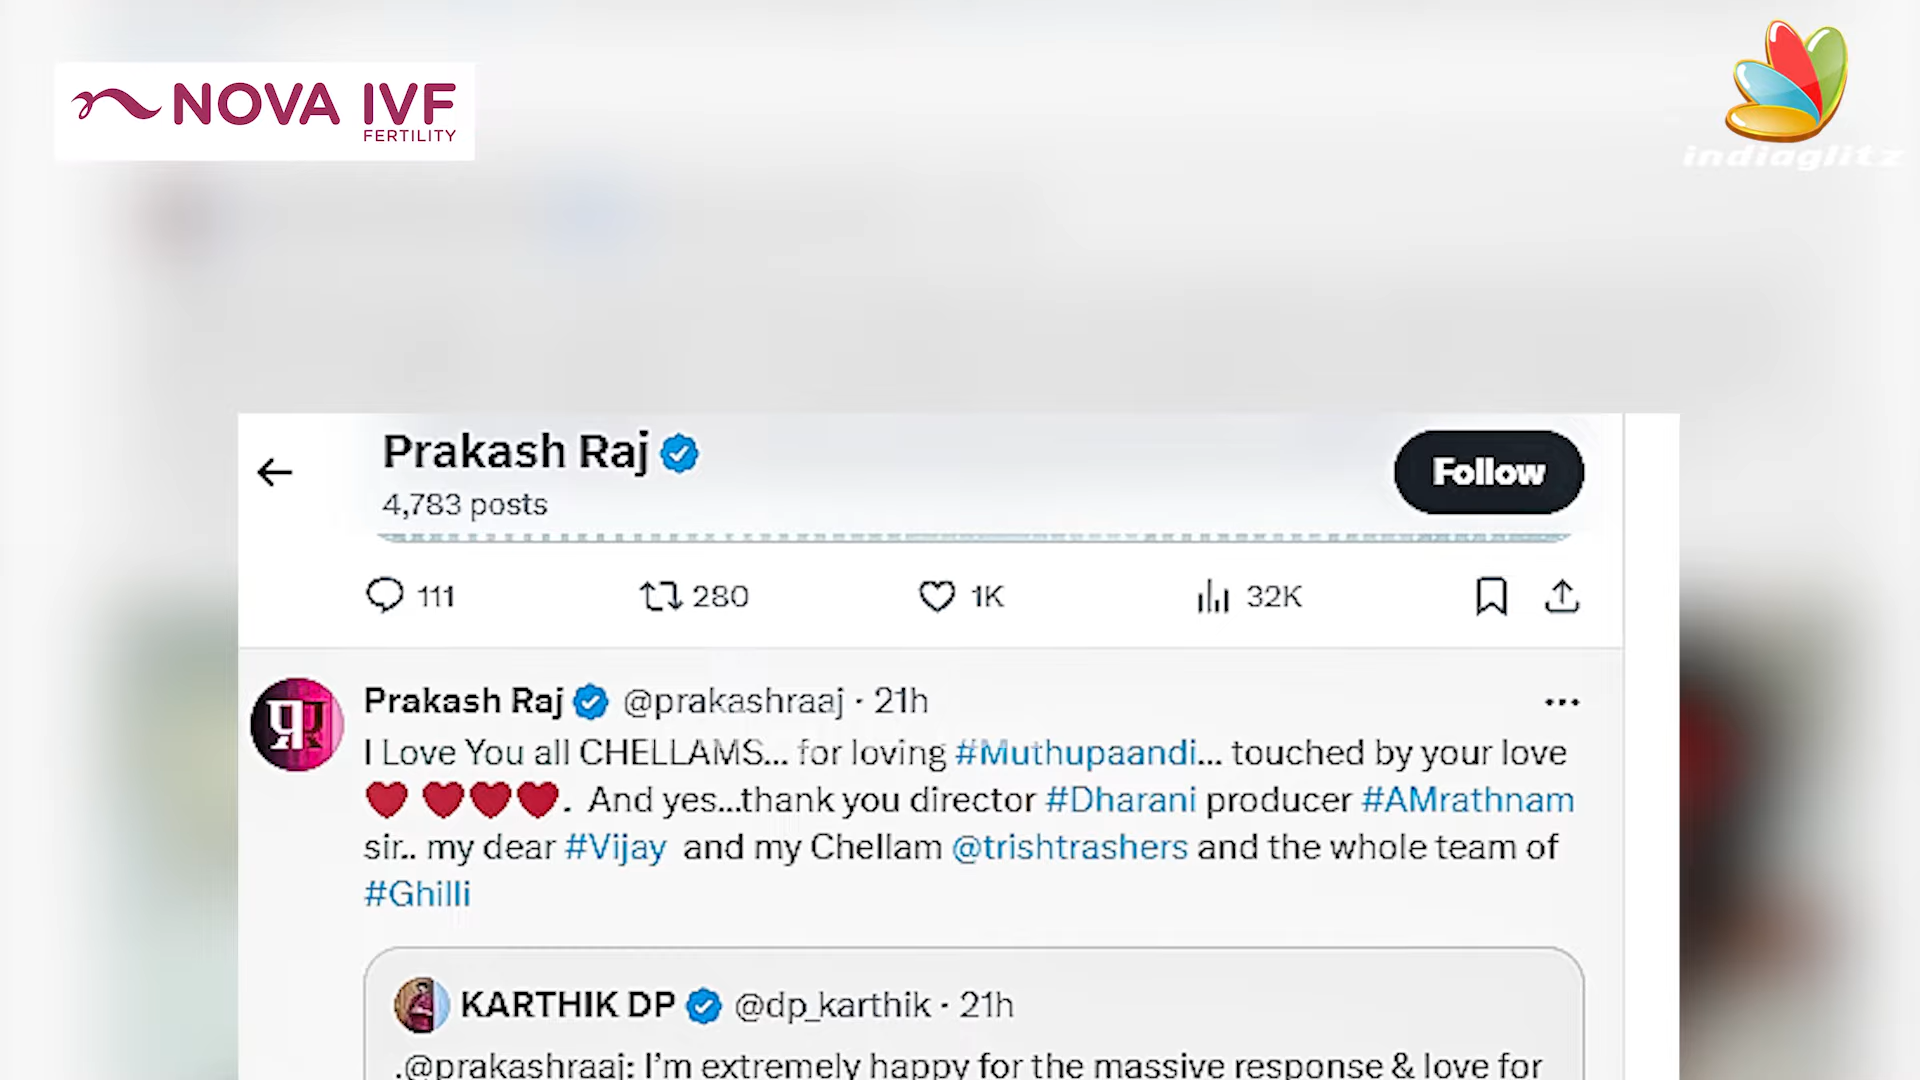 NOVA IVF
FERTILITY
indiaglitz
Prakash Raj
4,783 posts
Follow
111
280
1K
32K
Prakash Raj @prakashraaj · 21h
I Love You all CHELLAMS... for loving #Muthupaandi... touched by your love
❤️ ❤️❤️❤️. And yes...thank you director #Dharani producer #AMrathnam
sir.. my dear #Vijay and my Chellam @trishtrashers and the whole team of
#Ghilli
KARTHIK DP @dp_karthik · 21h
.@prakashraaj: I'm extremely happy for the massive response & love for